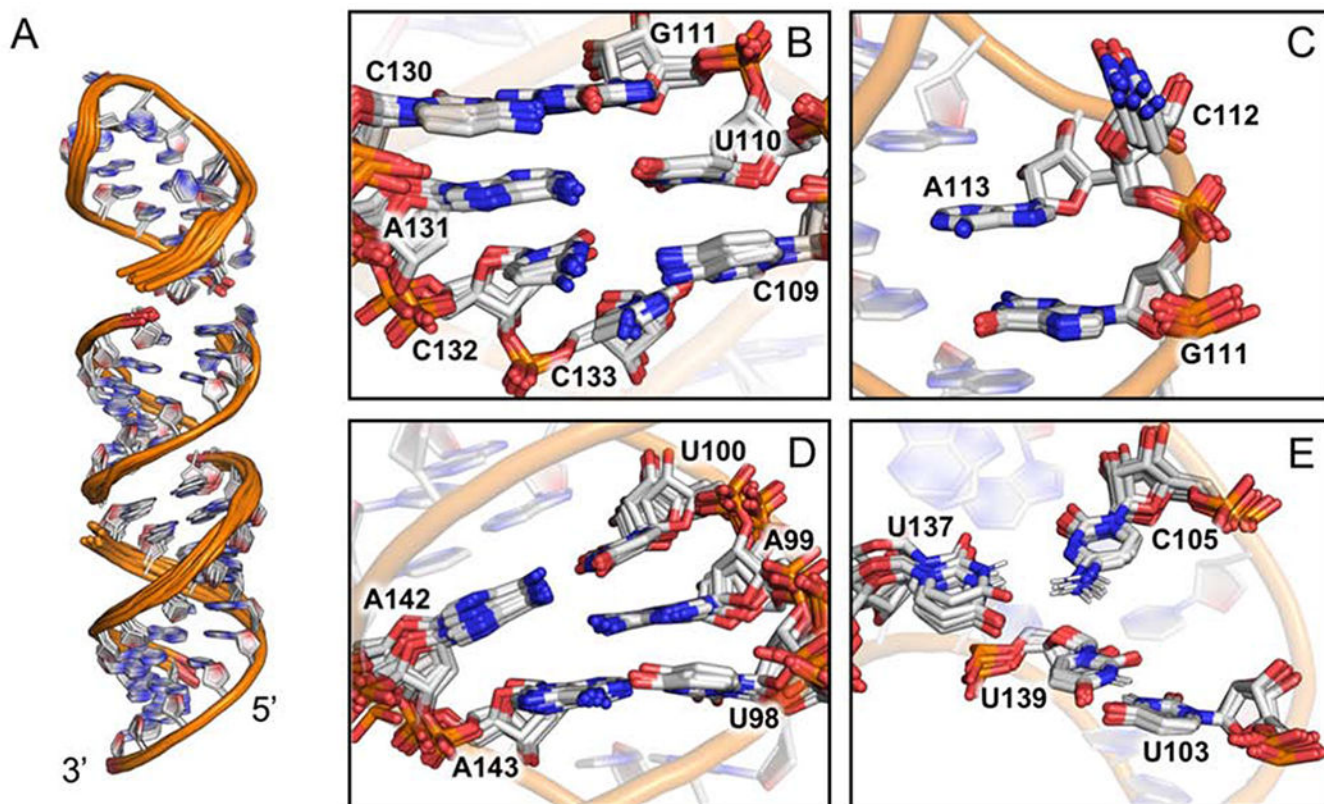 A
5'
3'
B
G111
C130
U110
A131
C109
C132
C133
C
C112
A113
G111
D
U100
A99
A142
U98
A143
E
U137
C105
U139
U103